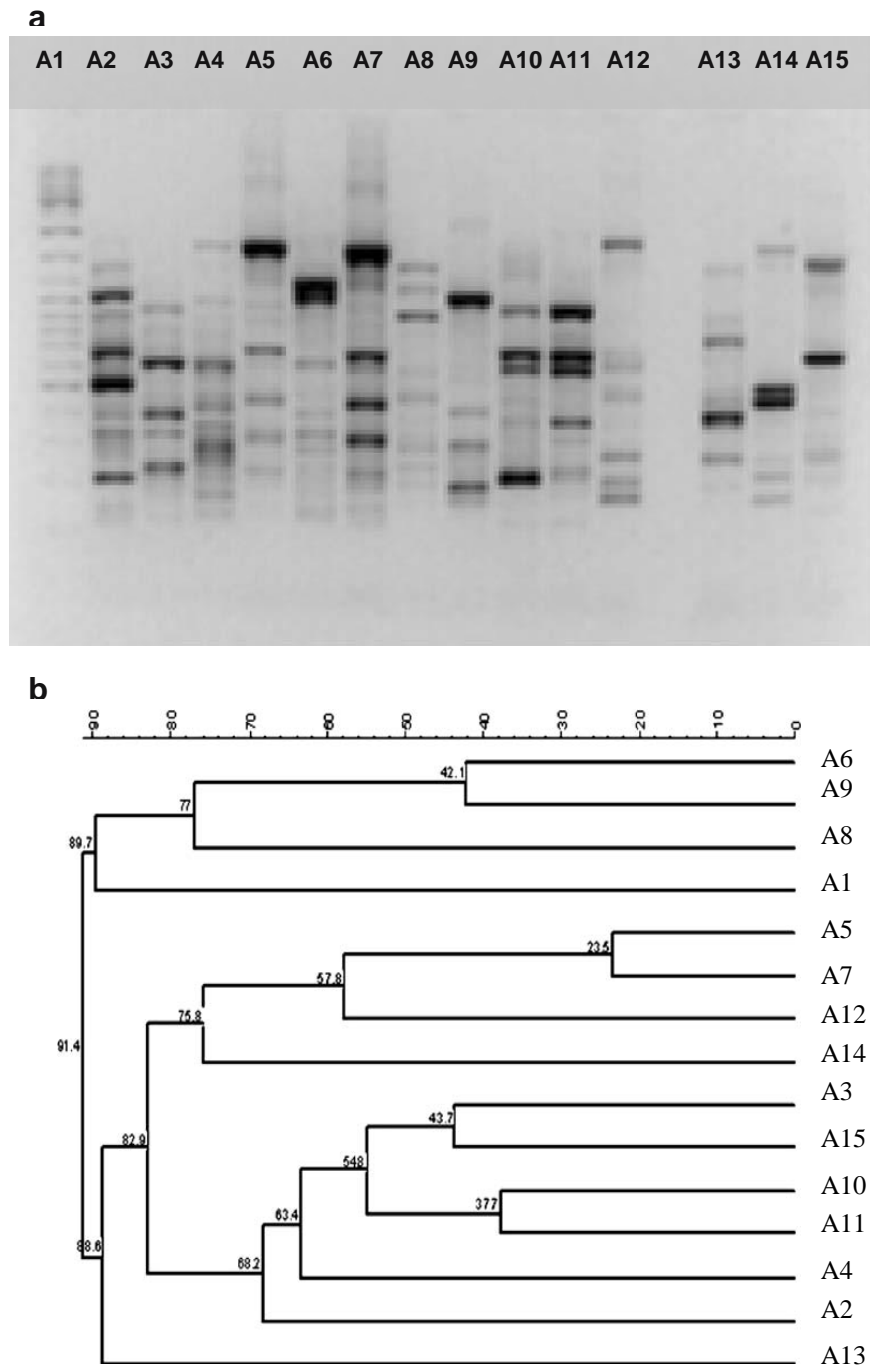 a
A1 A2 A3 A4 A5 A6 A7 A8 A9 A10 A11 A12 A13 A14 A15
b
90 80 70 60 50 40 30 20 10 0
A6
42.1
A9
77
A8
89.7
A1
A5
23.5
A7
57.8
A12
75.8
A14
91.4
A3
43.7
A15
82.9
548
A10
377
A11
63.4
88.6
68.2
A4
A2
A13